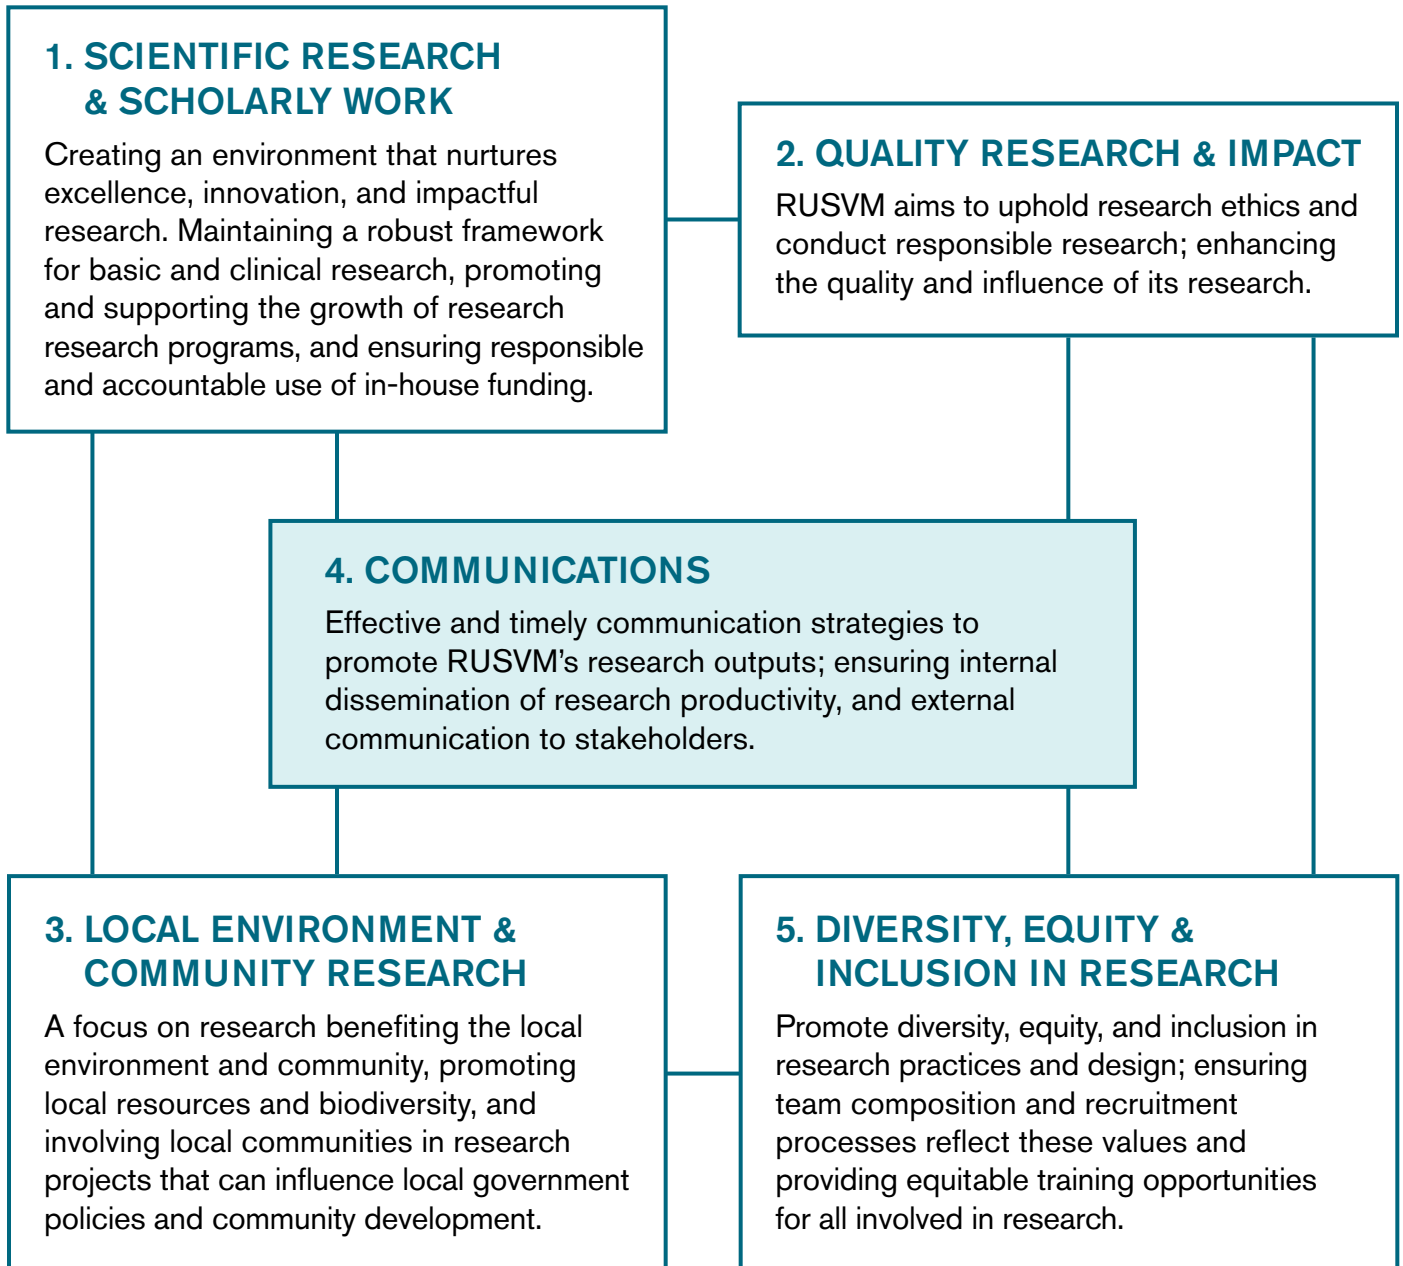 1. SCIENTIFIC RESEARCH
& SCHOLARLY WORK
Creating an environment that nurtures
excellence, innovation, and impactful
research. Maintaining a robust framework
for basic and clinical research, promoting
and supporting the growth of research
research programs, and ensuring responsible
and accountable use of in-house funding.
2. QUALITY RESEARCH & IMPACT
RUSVM aims to uphold research ethics and
conduct responsible research; enhancing
the quality and influence of its research.
4. COMMUNICATIONS
Effective and timely communication strategies to
promote RUSVM’s research outputs; ensuring internal
dissemination of research productivity, and external
communication to stakeholders.
3. LOCAL ENVIRONMENT &
COMMUNITY RESEARCH
A focus on research benefiting the local
environment and community, promoting
local resources and biodiversity, and
involving local communities in research
projects that can influence local government
policies and community development.
5. DIVERSITY, EQUITY &
INCLUSION IN RESEARCH
Promote diversity, equity, and inclusion in
research practices and design; ensuring
team composition and recruitment
processes reflect these values and
providing equitable training opportunities
for all involved in research.